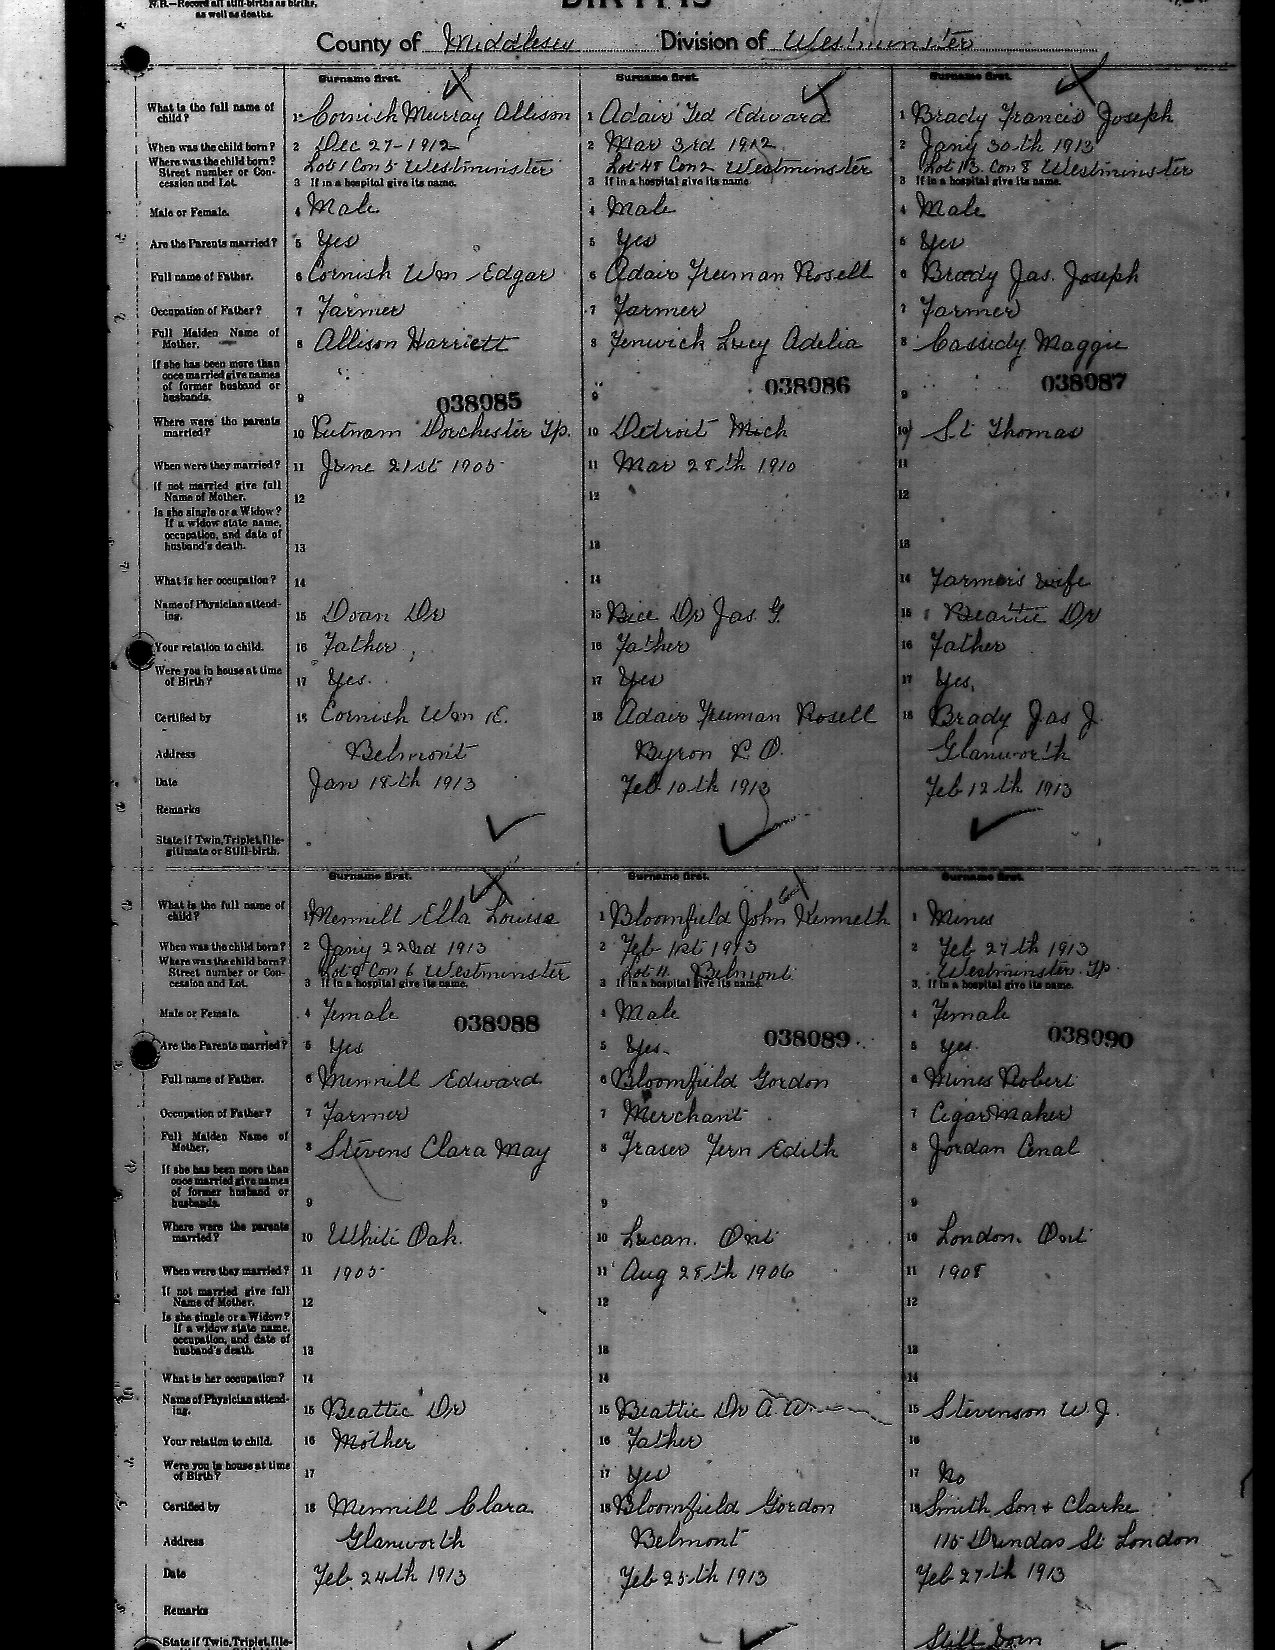 N.B.—Record all still-births as births,
as well as deaths.
BIRTHS
County of Middlesex Division of Westminster
Surname first. Surname first. Surname first.
What is the full name of child? 1 Cornish Murray Allison 1 Adair Ted Edward 1 Brady Francis Joseph
When was the child born? 2 Dec 27-1912 2 Mar 3rd 1912 2 Jany 30th 1913
Where was the child born? Street number or Concession and Lot. Lot 1 Con 5 Westminster Lot 48 Con 2 Westminster Lot 13 Con 8 Westminster
3 If in a hospital give its name. 3 If in a hospital give its name. 3 If in a hospital give its name.
Male or Female. 4 Male 4 Male 4 Male
Are the Parents married? 5 Yes 5 Yes 5 Yes
Full name of Father. 6 Cornish Wm Edgar 6 Adair Freeman Rosell 6 Brady Jas. Joseph
Occupation of Father? 7 Farmer 7 Farmer 7 Farmer
Full Maiden Name of Mother. 8 Allison Harriett 8 Fenwick Lucy Adelia 8 Cassidy Maggie
If she has been more than once married give names of former husband or husbands. 9 9 9
038085 038086 038087
Where were the parents married? 10 Putnam Dorchester Tp. 10 Detroit Mich 10 St Thomas
When were they married? 11 June 21st 1905 11 Mar 28th 1910 11
If not married give full Name of Mother. 12 12 12
Is she single or a Widow? If a widow state name, occupation, and date of husband's death. 13 13 13
What is her occupation? 14 14 14 Farmer's wife
Name of Physician attending. 15 Doan Dr 15 Bice Dr Jas G. 15 Beattie Dr
Your relation to child. 16 Father 16 Father 16 Father
Were you in house at time of Birth? 17 Yes. 17 Yes 17 Yes,
Certified by 18 Cornish Wm E. 18 Adair Freeman Rosell 18 Brady Jas J.
Address Belmont Byron P.O. Glanworth
Date Jan 18th 1913 Feb 10th 1913 Feb 12th 1913
Remarks
State if Twin, Triplet, Illegitimate or Still-birth.
Surname first. Surname first. Surname first.
What is the full name of child? 1 Merrill Ella Louise 1 Bloomfield John Kenneth 1 Mines
When was the child born? 2 Jany 22nd 1913 2 Feb 1st 1913 2 Feb 27th 1913
Where was the child born? Street number or Concession and Lot. Con 6 Westminster Lot 11 Belmont Westminster Tp
3 If in a hospital give its name. 3 If in a hospital give its name. 3 If in a hospital give its name.
Male or Female. 4 Female 4 Male 4 Female
038088 038089 038090
Are the Parents married? 5 Yes 5 Yes. 5 Yes.
Full name of Father. 6 Merrill Edward 6 Bloomfield Gordon 6 Mines Robert
Occupation of Father? 7 Farmer 7 Merchant 7 Cigar Maker
Full Maiden Name of Mother. 8 Stevens Clara May 8 Fraser Fern Edith 8 Jordan
If she has been more than once married give names of former husband or husbands. 9 9
Where were the parents married? 10 White Oak. 10 Lucan. Ont 10 London. Ont
When were they married? 11 1905 11 Aug 28th 1906 11 1908
If not married give full Name of Mother. 12 12 12
Is she single or a Widow? If a widow state name, occupation, and date of husband's death. 13 13 13
What is her occupation? 14 14 14
Name of Physician attending. 15 Beattie Dr 15 Beattie Dr A. W 15 Stevenson W. J.
Your relation to child. 16 Mother 16 Father 16
Were you in house at time of Birth? 17 17 Yes 17 No
Certified by 18 Merrill Clara 18 Bloomfield Gordon 18 Smith Son & Clarke
Address Glanworth Belmont 115 Dundas St London
Date Feb. 24th 1913 Feb 25th 1913 Feb 27th 1913
Remarks
State if Twin, Triplet, Ille- Still born